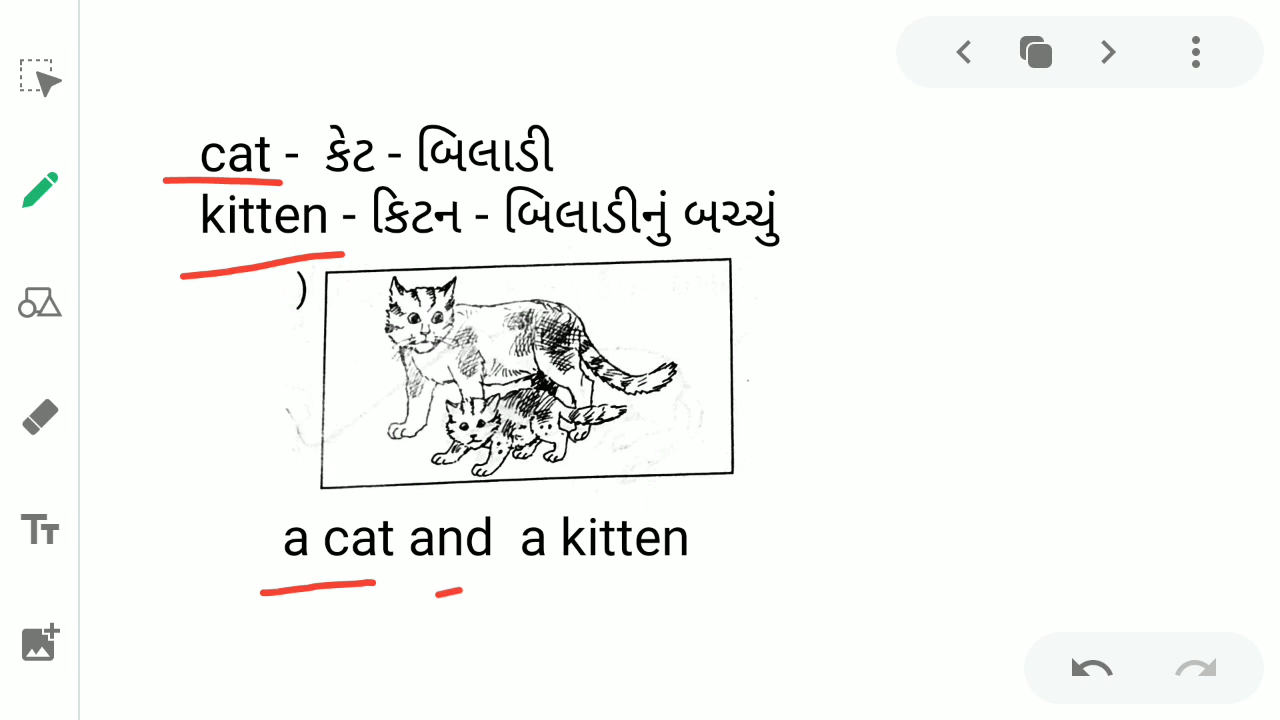 cat - કેટ - બિલાડી
kitten - કિટન - બિલાડીનું બચ્ચું
)
a cat and a kitten